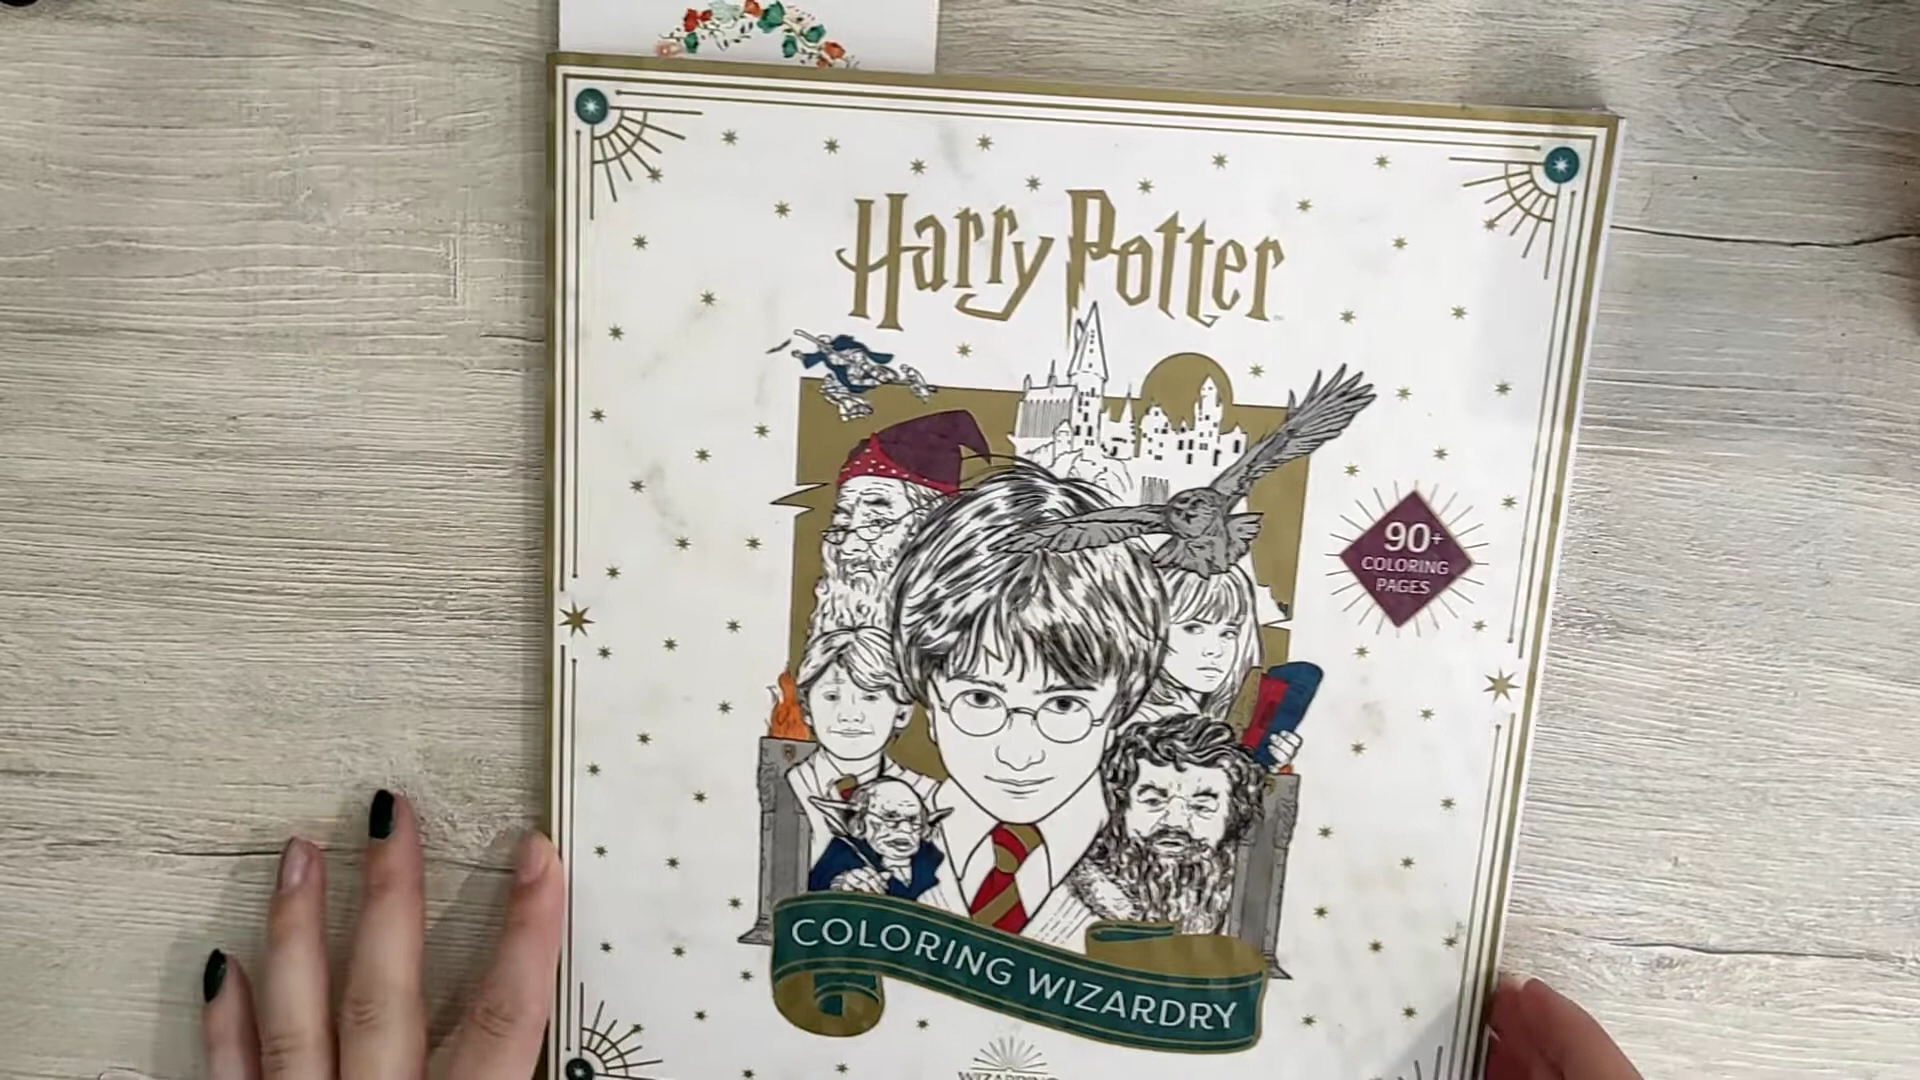 Harry Potter
90+
COLORING
PAGES
COLORING WIZARDRY